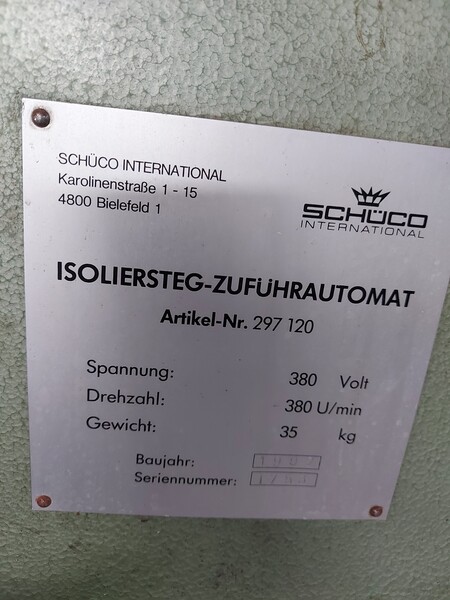 SCHÜCO INTERNATIONAL
Karolinenstraße 1 - 15
4800 Bielefeld 1
SCHÜCO
INTERNATIONAL
ISOLIERSTEG-ZUFÜHRAUTOMAT
Artikel-Nr. 297 120
Spannung: 380 Volt
Drehzahl: 380 U/min
Gewicht: 35 kg
Baujahr:
Seriennummer: